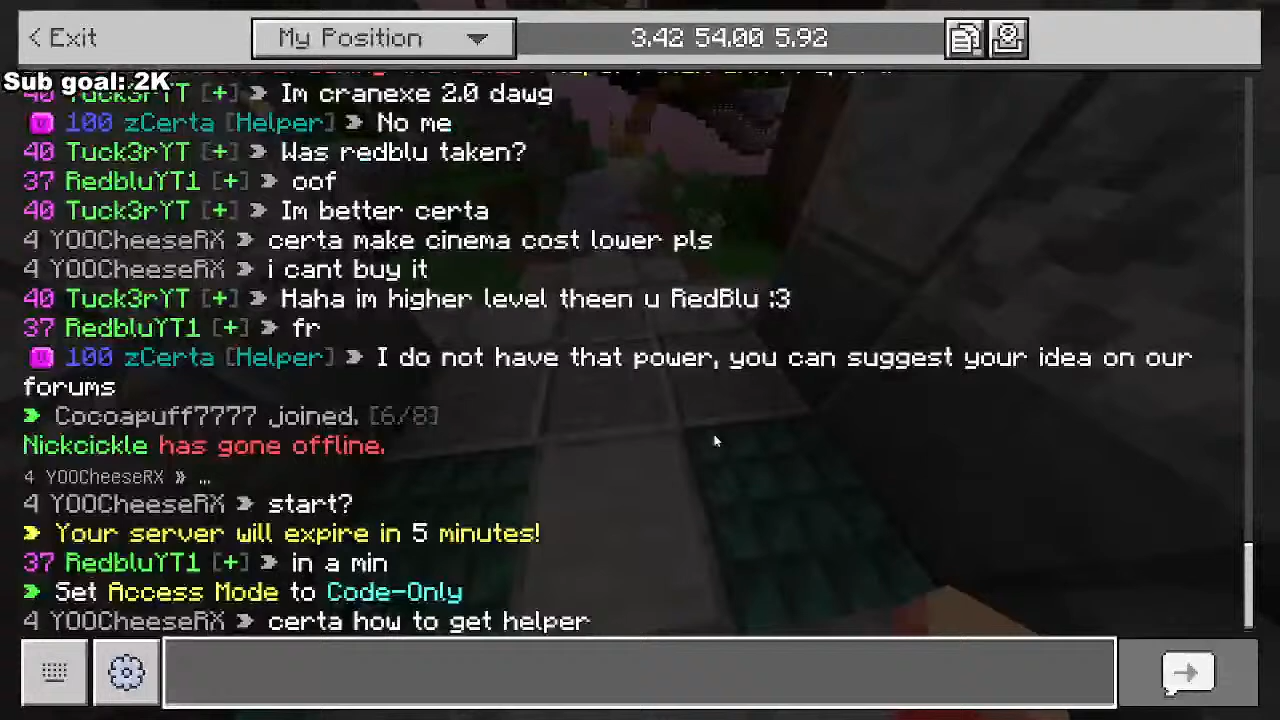 < Exit
My Position
3.42 54.00 5.92
Sub goal: 2K
40 Tuck3rYT [+] » Im cranexe 2.0 dawg
100 zCerta [Helper] » No me
40 Tuck3rYT [+] » Was redblu taken?
37 RedbluYT1 [+] » oof
40 Tuck3rYT [+] » Im better certa
4 YOOCheeseRX » certa make cinema cost lower pls
4 YOOCheeseRX » i cant buy it
40 Tuck3rYT [+] » Haha im higher level theen u RedBlu :3
37 RedbluYT1 [+] » fr
100 zCerta [Helper] » I do not have that power, you can suggest your idea on our
forums
» Cocoapuff7777 joined. [6/8]
Nickcickle has gone offline.
4 YOOCheeseRX » …
4 YOOCheeseRX » start?
» Your server will expire in 5 minutes!
37 RedbluYT1 [+] » in a min
» Set Access Mode to Code-Only
4 YOOCheeseRX » certa how to get helper